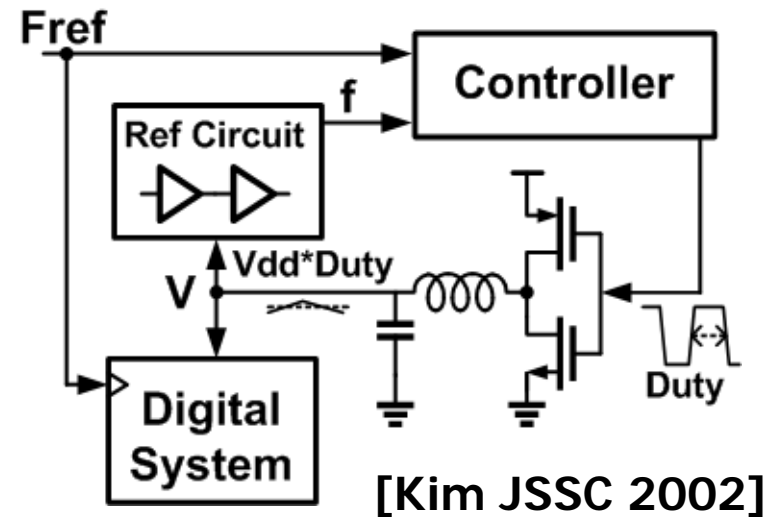 Fref
Controller
f
Ref Circuit
Vdd*Duty
V
Duty
Digital
System
[Kim JSSC 2002]